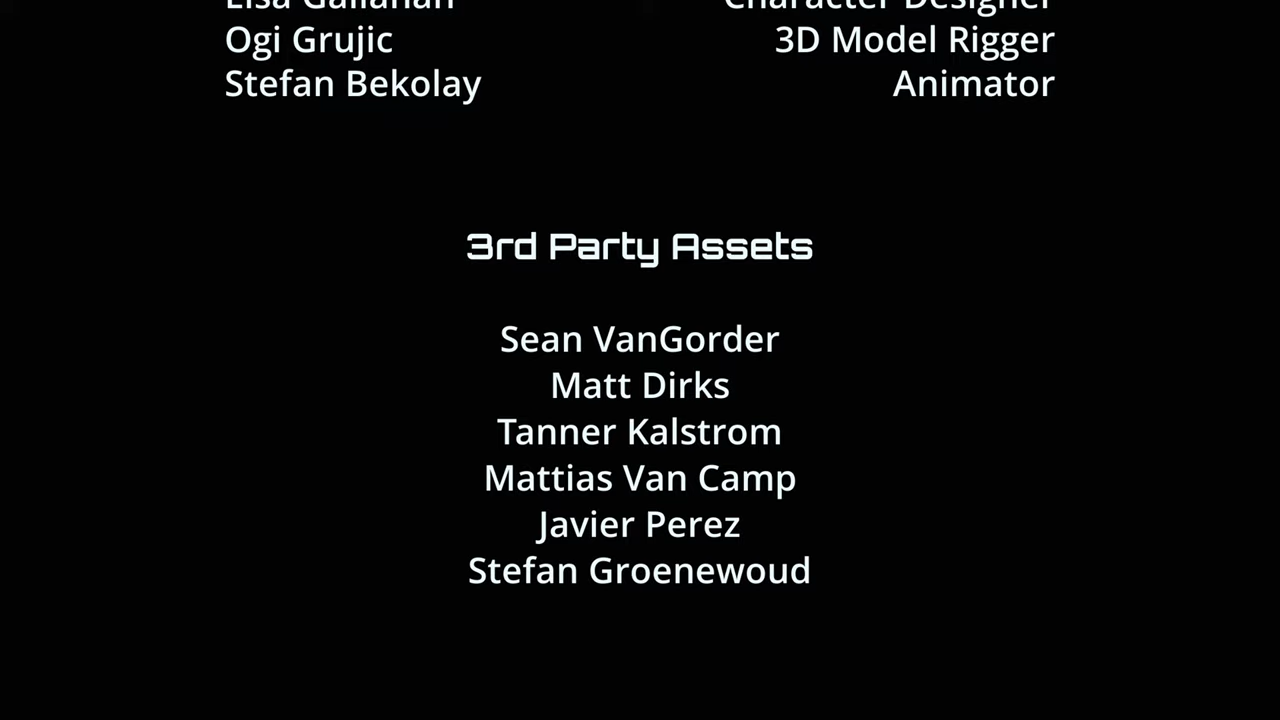 Ogi Grujic 3D Model Rigger
Stefan Bekolay Animator
3rd Party Assets
Sean VanGorder
Matt Dirks
Tanner Kalstrom
Mattias Van Camp
Javier Perez
Stefan Groenewoud